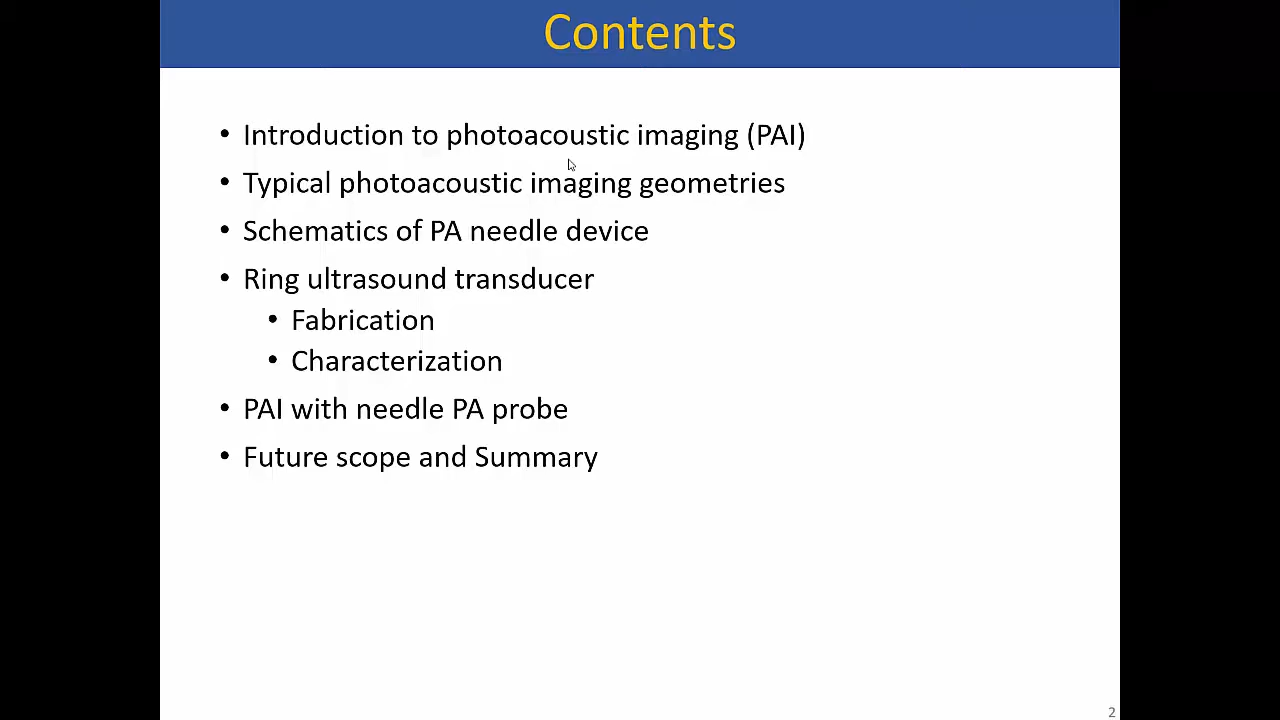 Contents
• Introduction to photoacoustic imaging (PAI)
• Typical photoacoustic imaging geometries
• Schematics of PA needle device
• Ring ultrasound transducer
• Fabrication
• Characterization
• PAI with needle PA probe
• Future scope and Summary
2